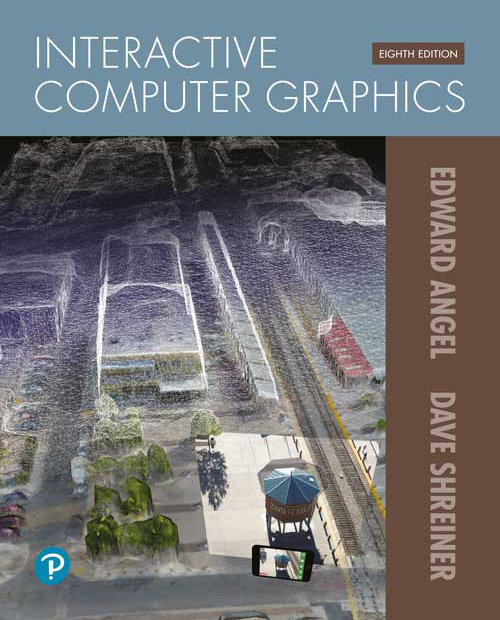 INTERACTIVE
COMPUTER GRAPHICS
EIGHTH EDITION
EDWARD ANGEL
DAVE SHREINER
P